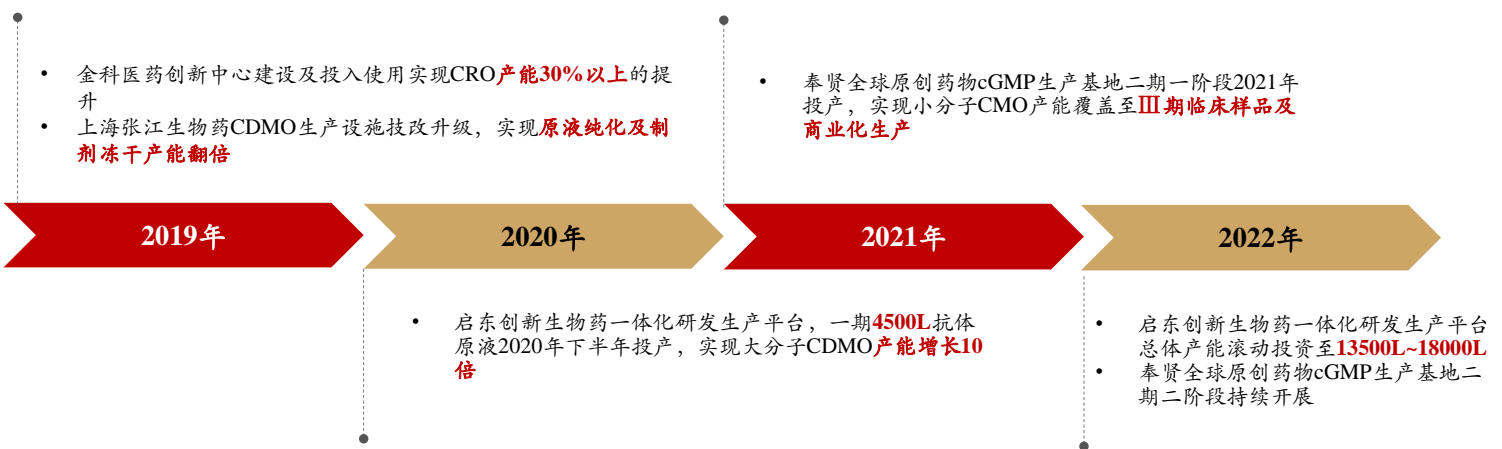 • 金科医药创新中心建设及投入使用实现CRO产能30%以上的提
升
• 上海张江生物药CDMO生产设施技改升级，实现原液纯化及制
剂冻干产能翻倍
• 奉贤全球原创药物cGMP生产基地二期一阶段2021年
投产，实现小分子CMO产能覆盖至Ⅲ期临床样品及
商业化生产
2019年
2020年
2021年
2022年
• 启东创新生物药一体化研发生产平台，一期4500L抗体
原液2020年下半年投产，实现大分子CDMO产能增长10
倍
• 启东创新生物药一体化研发生产平台
总体产能滚动投资至13500L~18000L
• 奉贤全球原创药物cGMP生产基地二
期二阶段持续开展